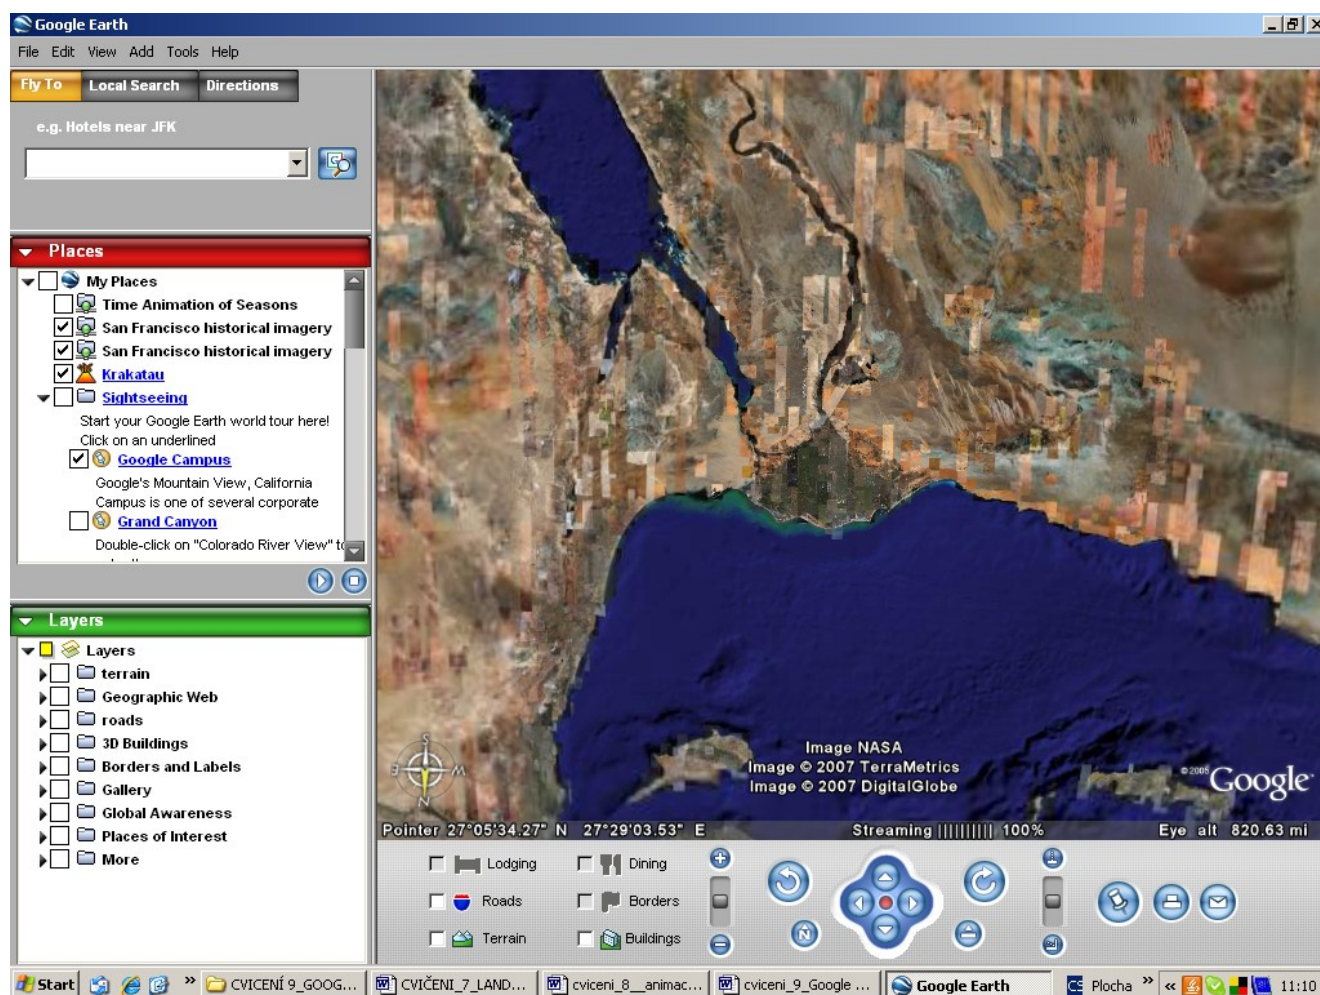 Google Earth
File Edit View Add Tools Help
Fly To Local Search Directions
e.g. Hotels near JFK
Places
My Places
Time Animation of Seasons
San Francisco historical imagery
San Francisco historical imagery
Krakatau
Sightseeing
Start your Google Earth world tour here!
Click on an underlined
Google Campus
Google's Mountain View, California
Campus is one of several corporate
Grand Canyon
Double-click on "Colorado River View" to
Layers
Layers
terrain
Geographic Web
roads
3D Buildings
Borders and Labels
Gallery
Global Awareness
Places of Interest
More
S
E W
N
Image NASA
Image © 2007 TerraMetrics
Image © 2007 DigitalGlobe
© 2005 Google
Pointer 27°05'34.27" N 27°29'03.53" E Streaming |||||||||| 100% Eye alt 820.63 mi
Lodging Dining
Roads Borders
Terrain Buildings
N
Start » CVICENÍ 9_GOOG... CVIČENI_7_LAND... cviceni_8__animac... cviceni_9_Google ... Google Earth CS Plocha » « 11:10